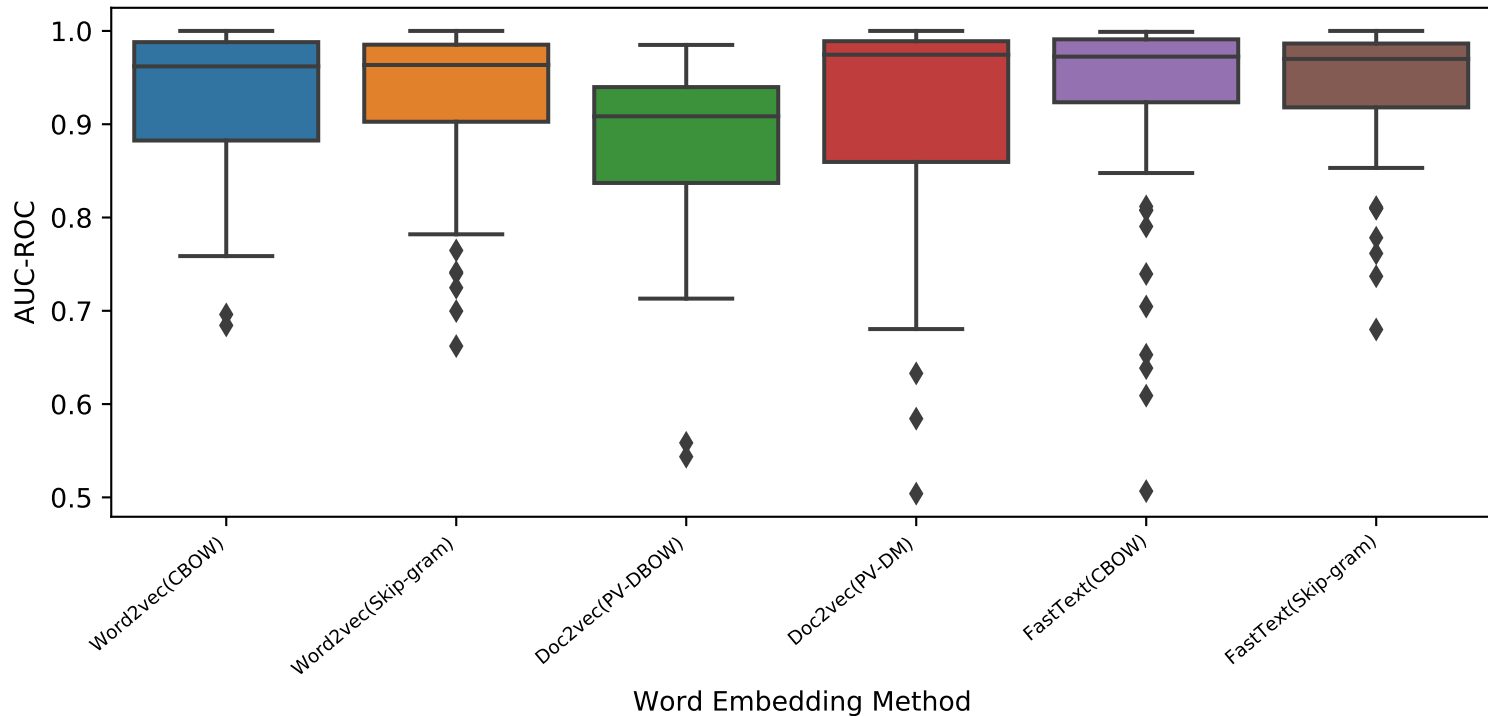 AUC-ROC
1.0
0.9
0.8
0.7
0.6
0.5
Word2vec(CBOW)
Word2vec(Skip-gram)
Doc2vec(PV-DBOW)
Doc2vec(PV-DM)
FastText(CBOW)
FastText(Skip-gram)
Word Embedding Method